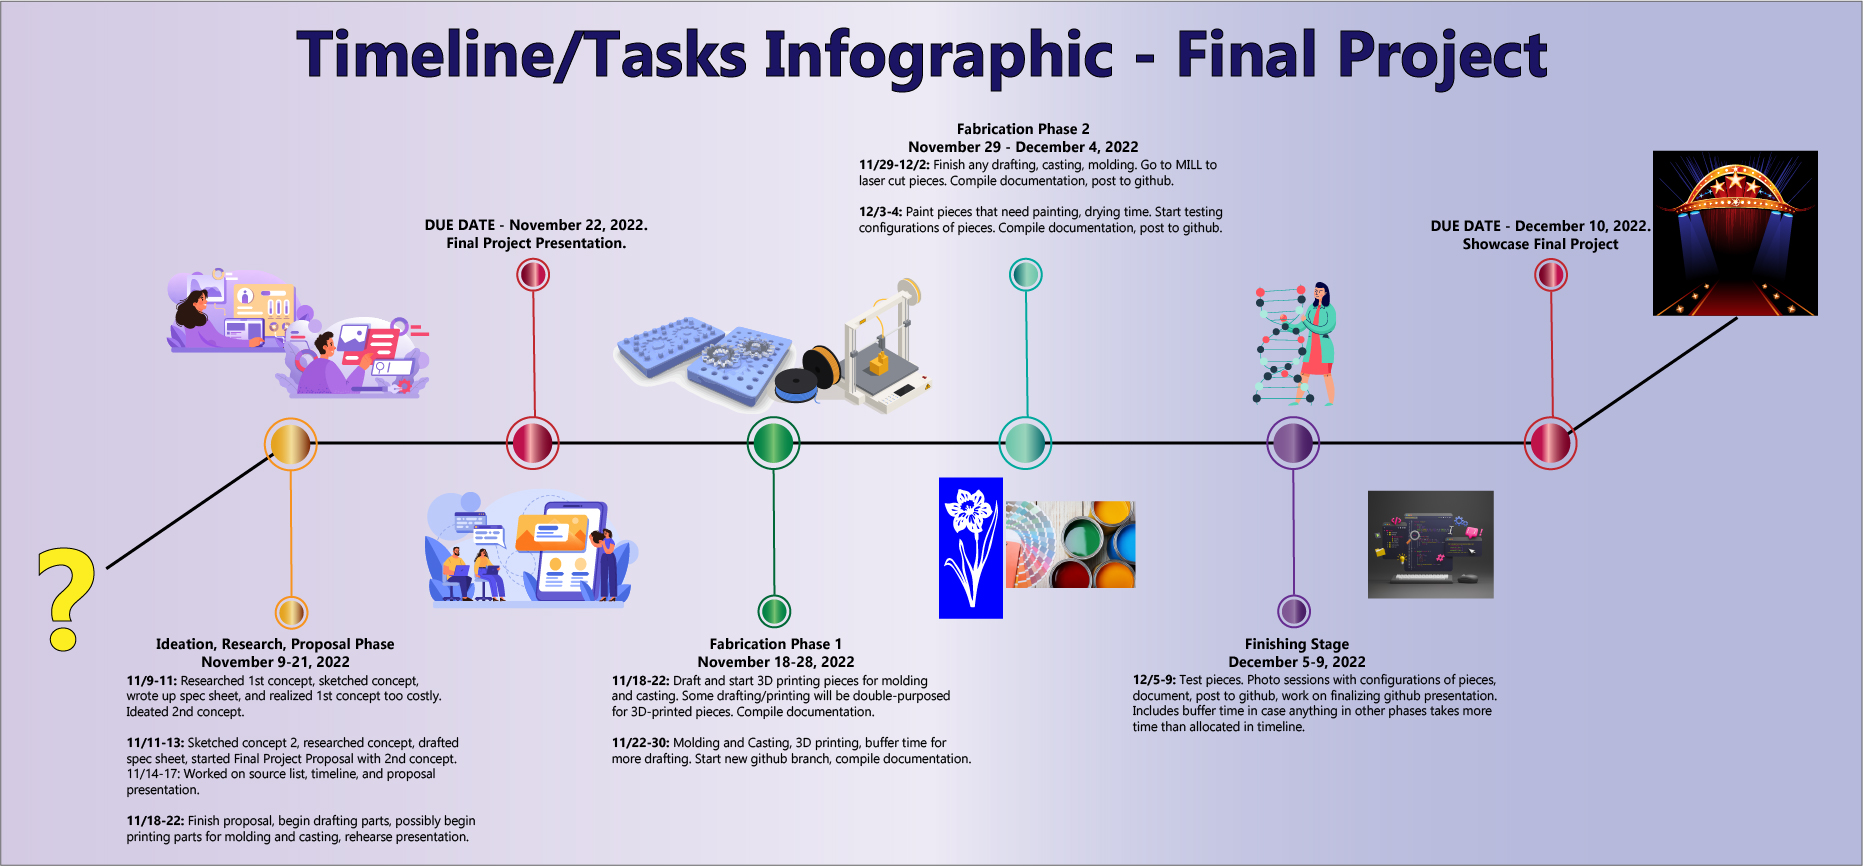 Timeline/Tasks Infographic - Final Project
Fabrication Phase 2
November 29 - December 4, 2022
11/29-12/2: Finish any drafting, casting, molding. Go to MILL to
laser cut pieces. Compile documentation, post to github.
12/3-4: Paint pieces that need painting, drying time. Start testing
configurations of pieces. Compile documentation, post to github.
DUE DATE - November 22, 2022.
Final Project Presentation.
DUE DATE - December 10, 2022.
Showcase Final Project
?
Ideation, Research, Proposal Phase
November 9-21, 2022
11/9-11: Researched 1st concept, sketched concept,
wrote up spec sheet, and realized 1st concept too costly.
Ideated 2nd concept.
11/11-13: Sketched concept 2, researched concept, drafted
spec sheet, started Final Project Proposal with 2nd concept.
11/14-17: Worked on source list, timeline, and proposal
presentation.
11/18-22: Finish proposal, begin drafting parts, possibly begin
printing parts for molding and casting, rehearse presentation.
Fabrication Phase 1
November 18-28, 2022
11/18-22: Draft and start 3D printing pieces for molding
and casting. Some drafting/printing will be double-purposed
for 3D-printed pieces. Compile documentation.
11/22-30: Molding and Casting, 3D printing, buffer time for
more drafting. Start new github branch, compile documentation.
Finishing Stage
December 5-9, 2022
12/5-9: Test pieces. Photo sessions with configurations of pieces,
document, post to github, work on finalizing github presentation.
Includes buffer time in case anything in other phases takes more
time than allocated in timeline.